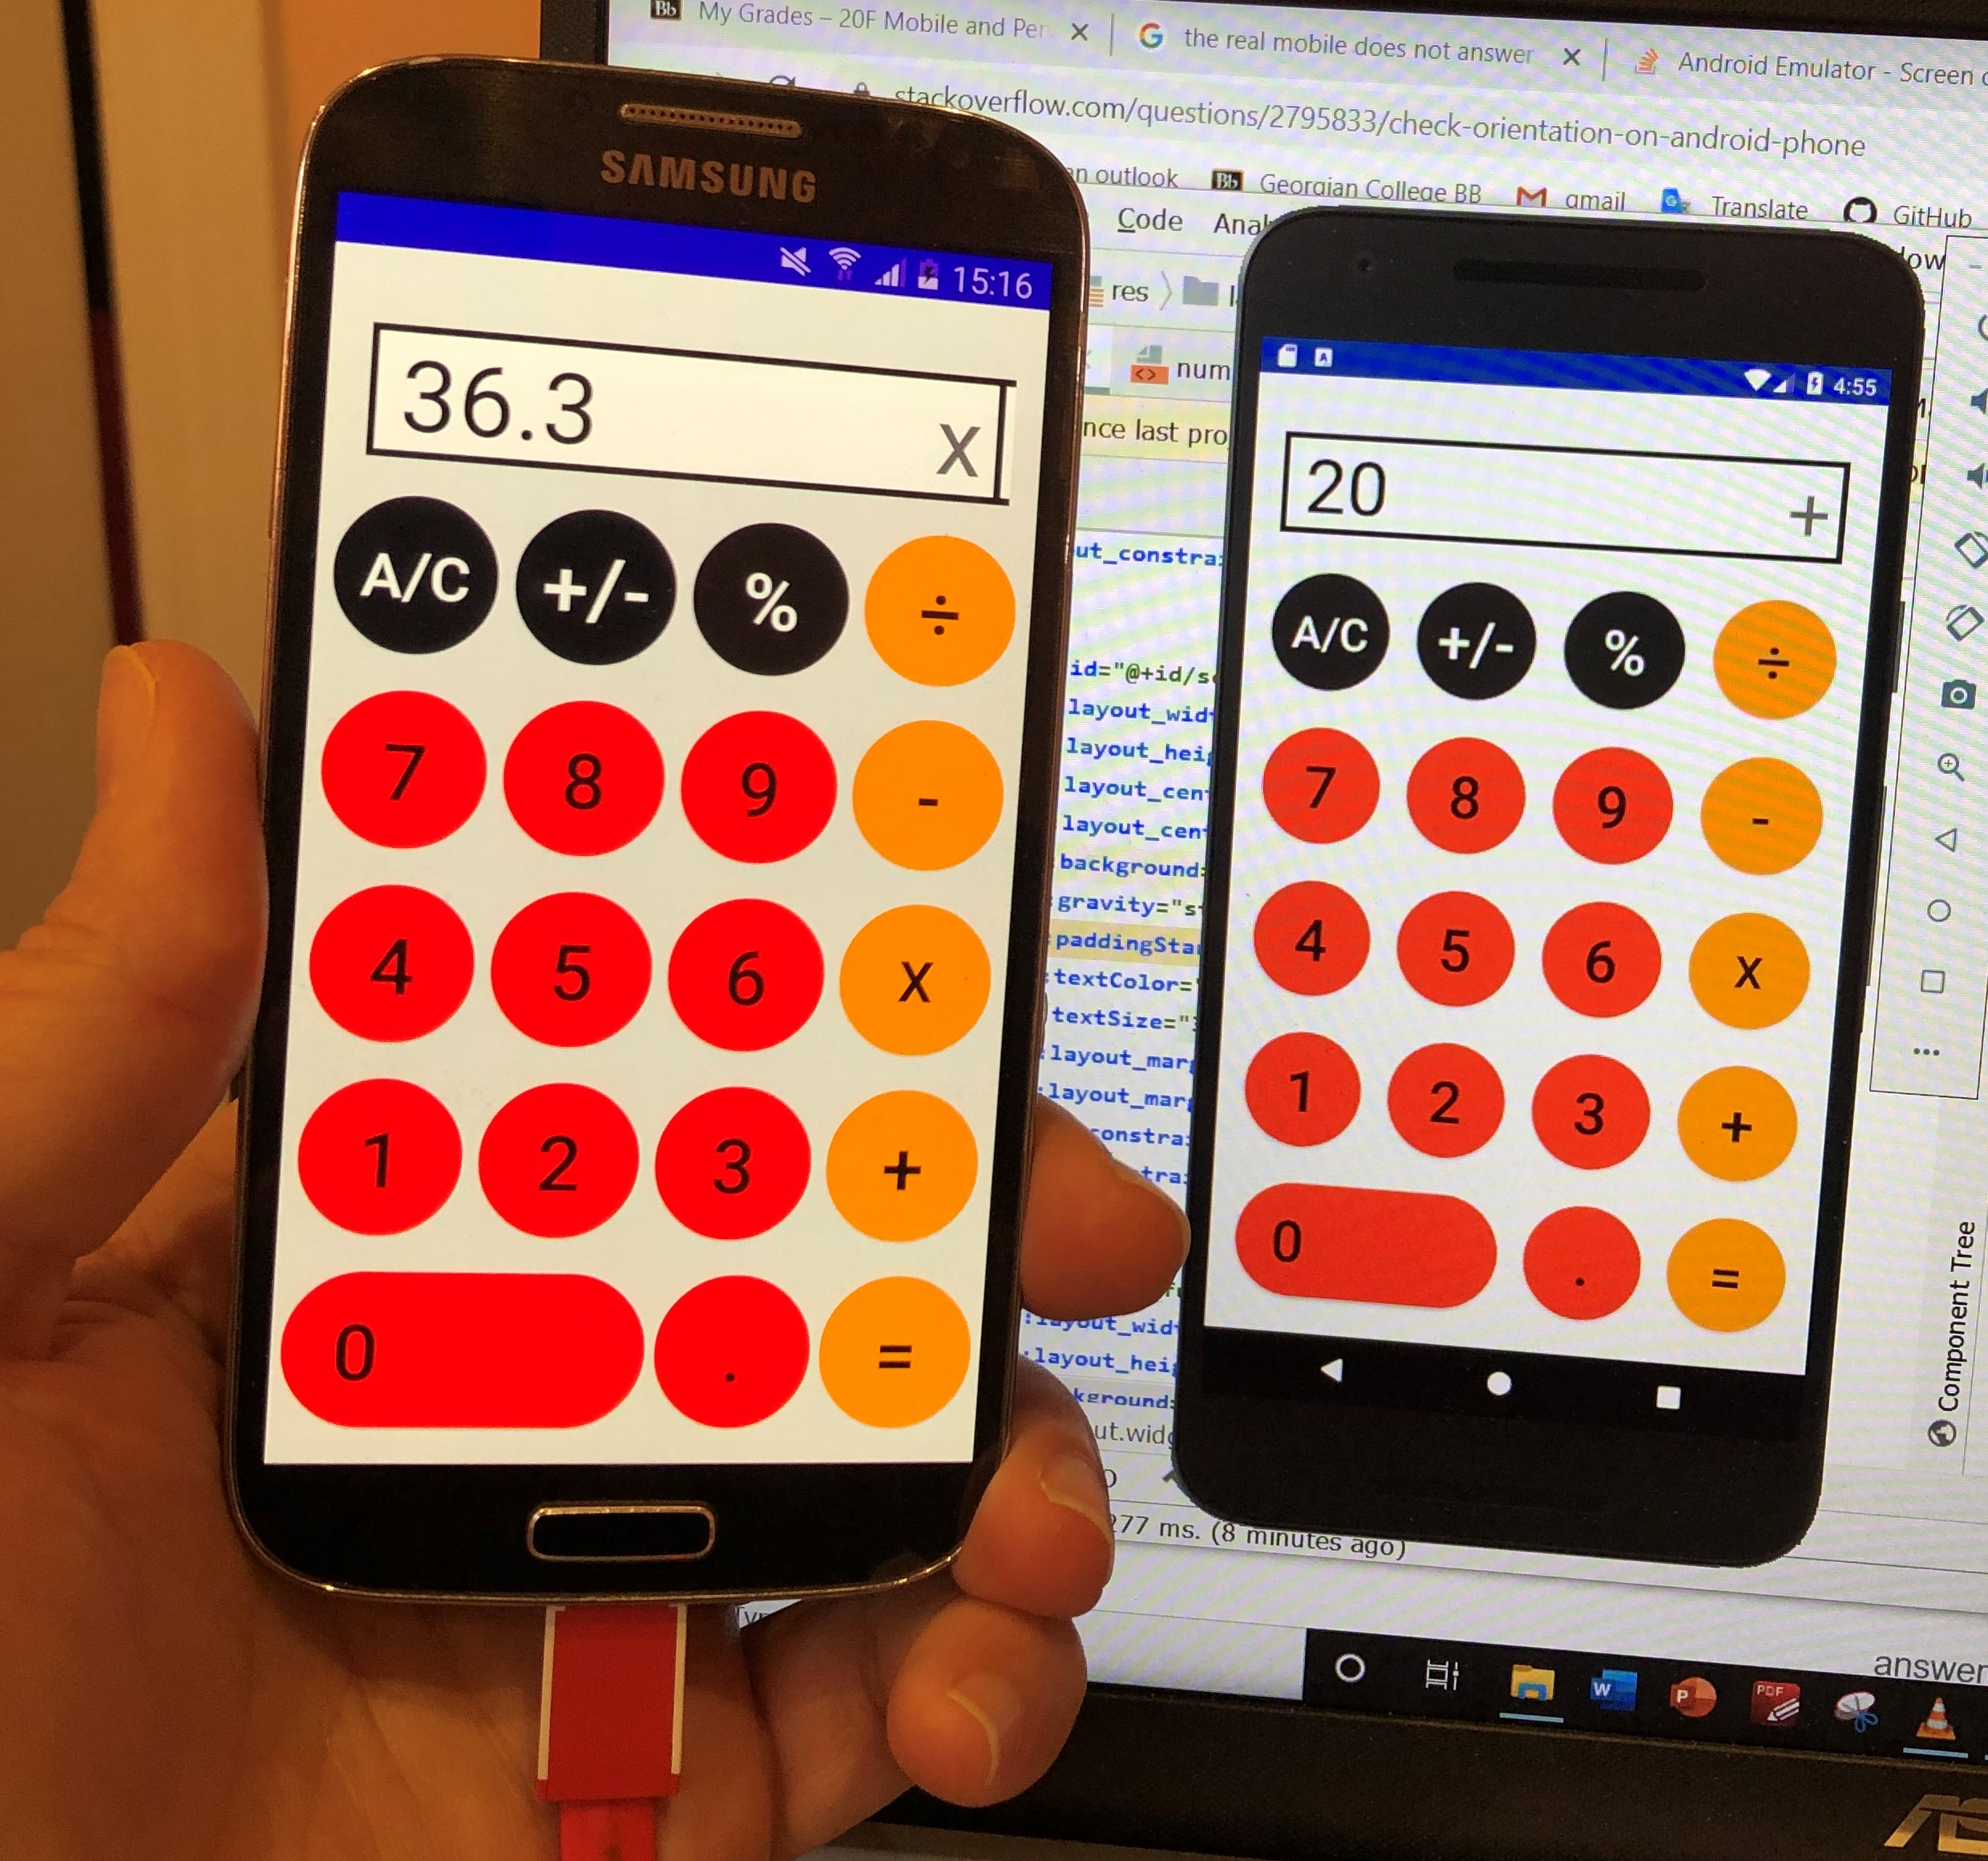 My Grades – 20F Mobile and Per
the real mobile does not answer
Android Emulator - Screen
stackoverflow.com/questions/2795833/check-orientation-on-android-phone
outlook
Georgian College BB
gmail
Translate
GitHub
Code
res
num
nce last pro
SAMSUNG
15:16
36.3
X
A/C +/- % ÷
7 8 9 -
4 5 6 X
1 2 3 +
0 . =
4:55
20
+
A/C +/- % ÷
7 8 9 -
4 5 6 X
1 2 3 +
0 . =
ut_constra
id="@+id/s
layout_wid
layout_hei
layout_cen
layout_cen
background
gravity="s
paddingSta
textColor=
textSize="
:layout_mar
:layout_mar
constra
tra
:layout_wid
:layout_hei
kground
ut.widg
Component Tree
277 ms. (8 minutes ago)
answer
W
P
PDF